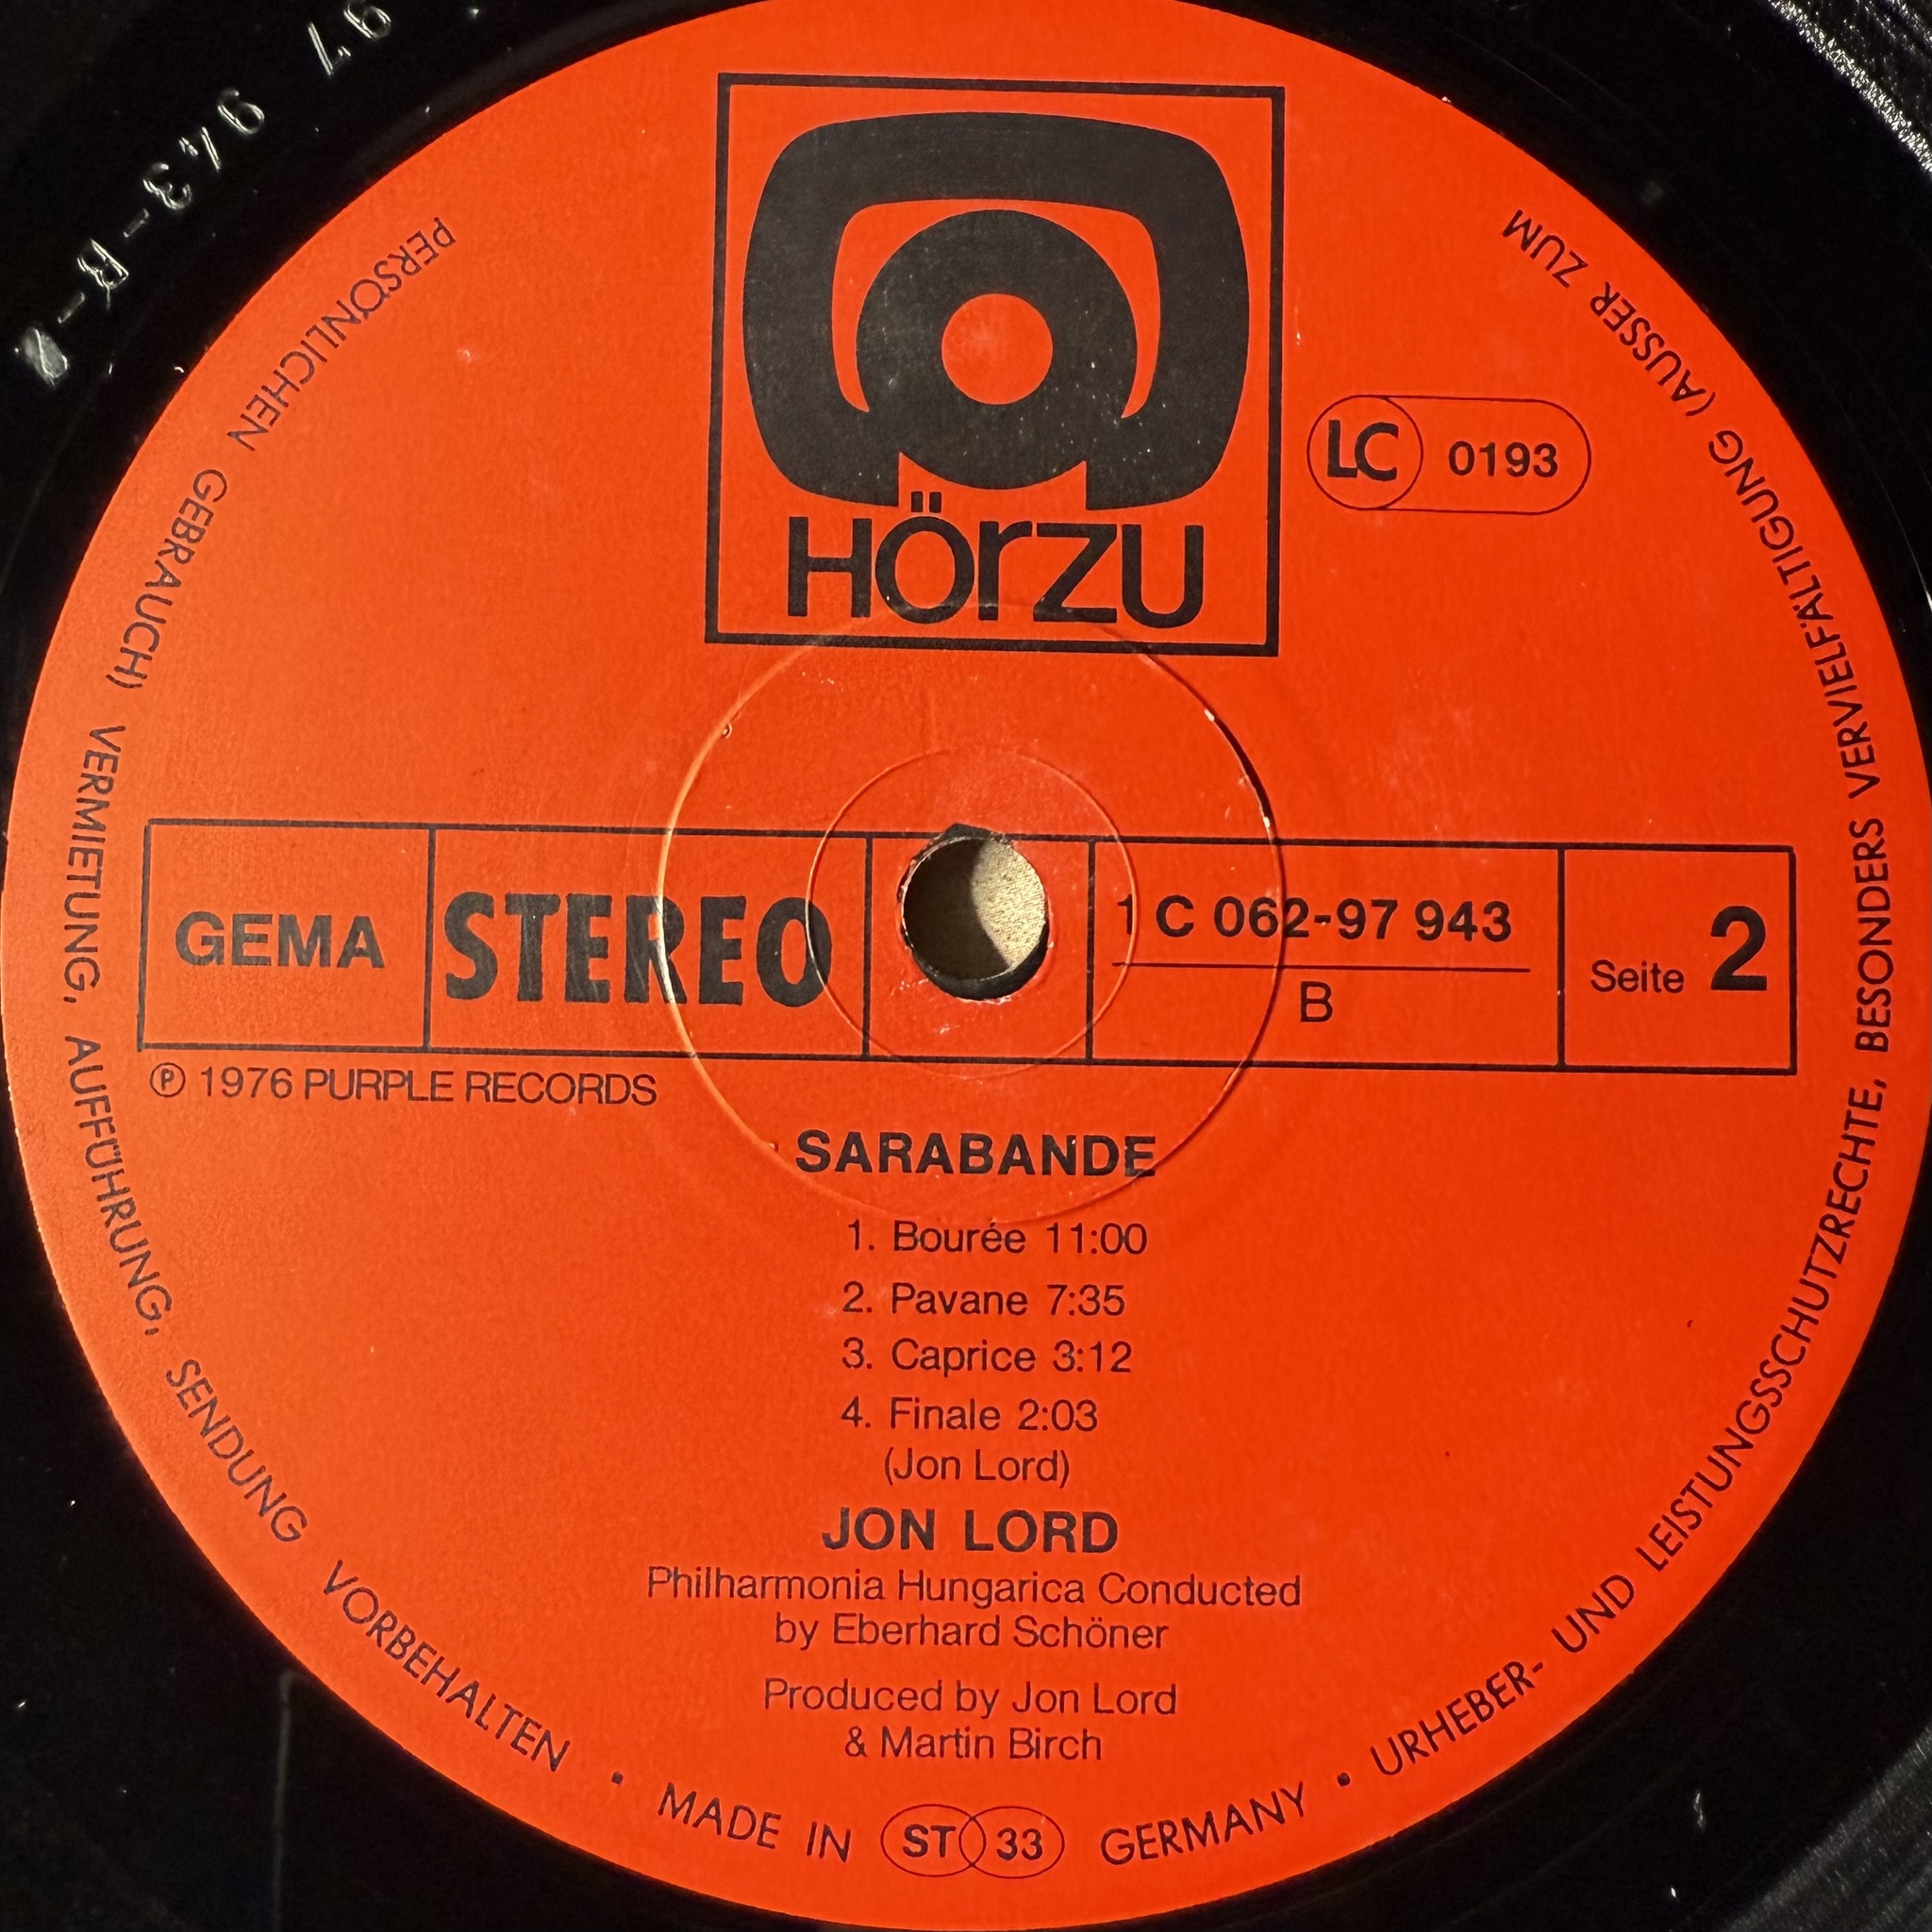 HÖRZU
LC 0193
GEMA
STEREO
1 C 062-97 943
B
Seite 2
Ⓟ 1976 PURPLE RECORDS
SARABANDE
1. Bourée 11:00
2. Pavane 7:35
3. Caprice 3:12
4. Finale 2:03
(Jon Lord)
JON LORD
Philharmonia Hungarica Conducted
by Eberhard Schöner
Produced by Jon Lord
& Martin Birch
MADE IN ST 33 GERMANY • URHEBER- UND LEISTUNGSSCHUTZRECHTE, BESONDERS VERVIELFÄLTIGUNG (AUSSER ZUM
PERSÖNLICHEN GEBRAUCH) VERMIETUNG, AUFFÜHRUNG, SENDUNG VORBEHALTEN •
97 943-B-